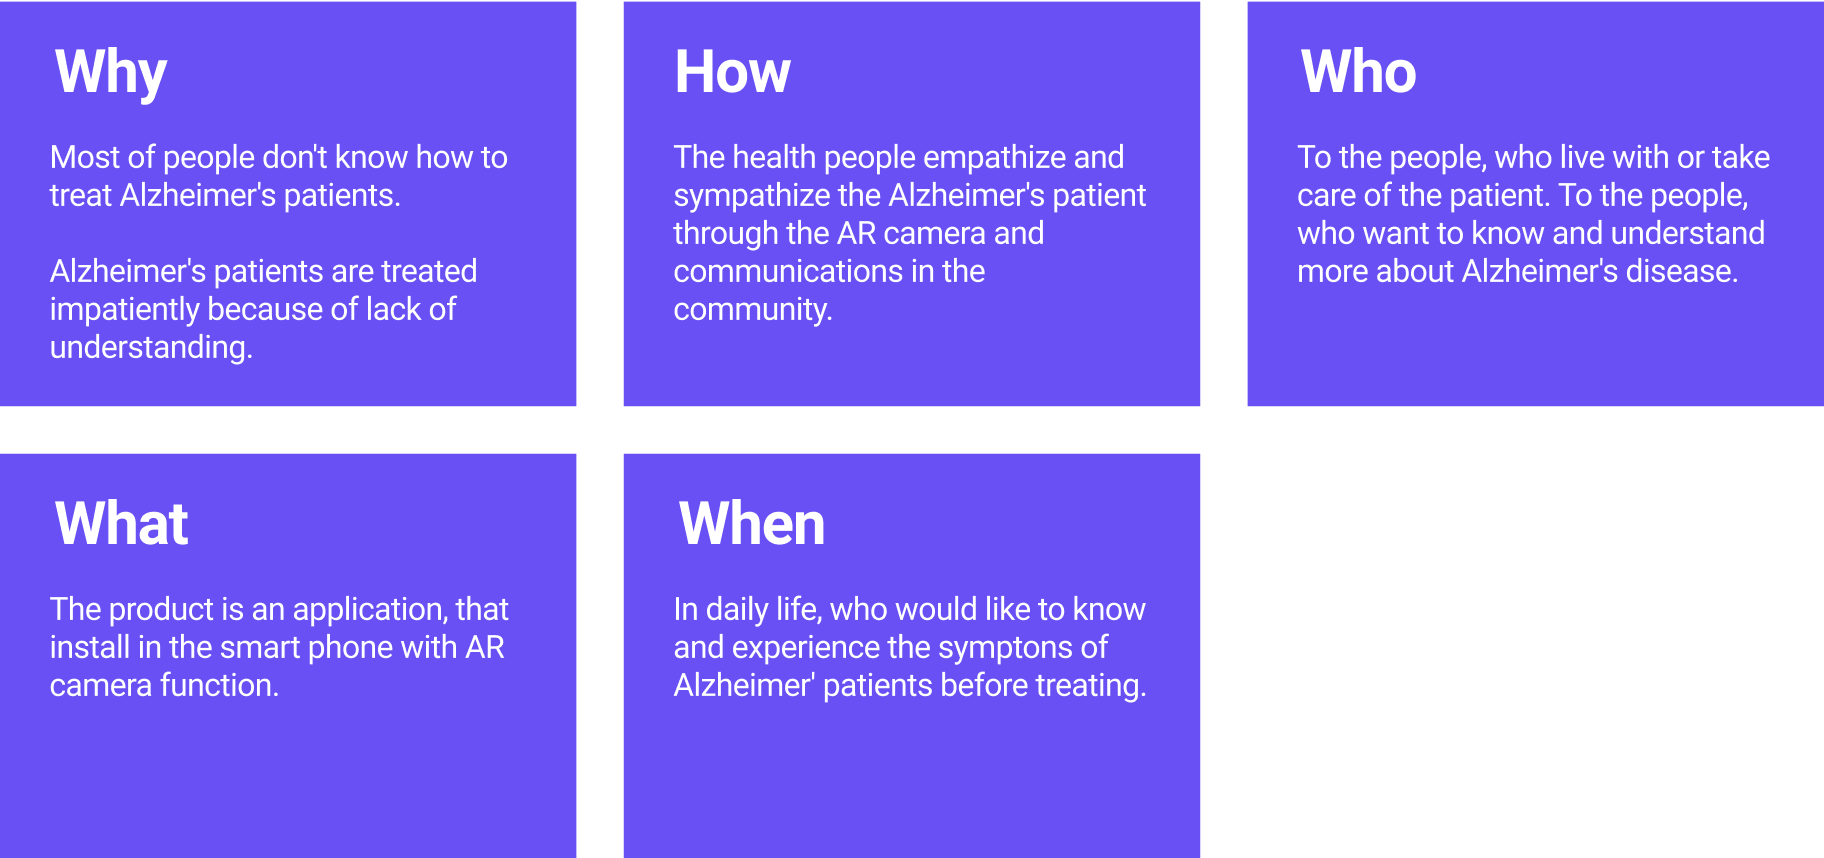 Why
Most of people don't know how to
treat Alzheimer's patients.
Alzheimer's patients are treated
impatiently because of lack of
understanding.
How
The health people empathize and
sympathize the Alzheimer's patient
through the AR camera and
communications in the
community.
Who
To the people, who live with or take
care of the patient. To the people,
who want to know and understand
more about Alzheimer's disease.
What
The product is an application, that
install in the smart phone with AR
camera function.
When
In daily life, who would like to know
and experience the symptons of
Alzheimer' patients before treating.